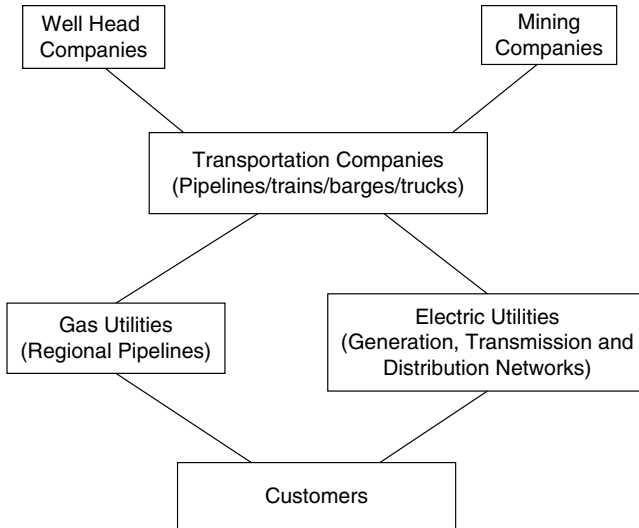 Well Head
Companies
Mining
Companies
Transportation Companies
(Pipelines/trains/barges/trucks)
Gas Utilities
(Regional Pipelines)
Electric Utilities
(Generation, Transmission and
Distribution Networks)
Customers